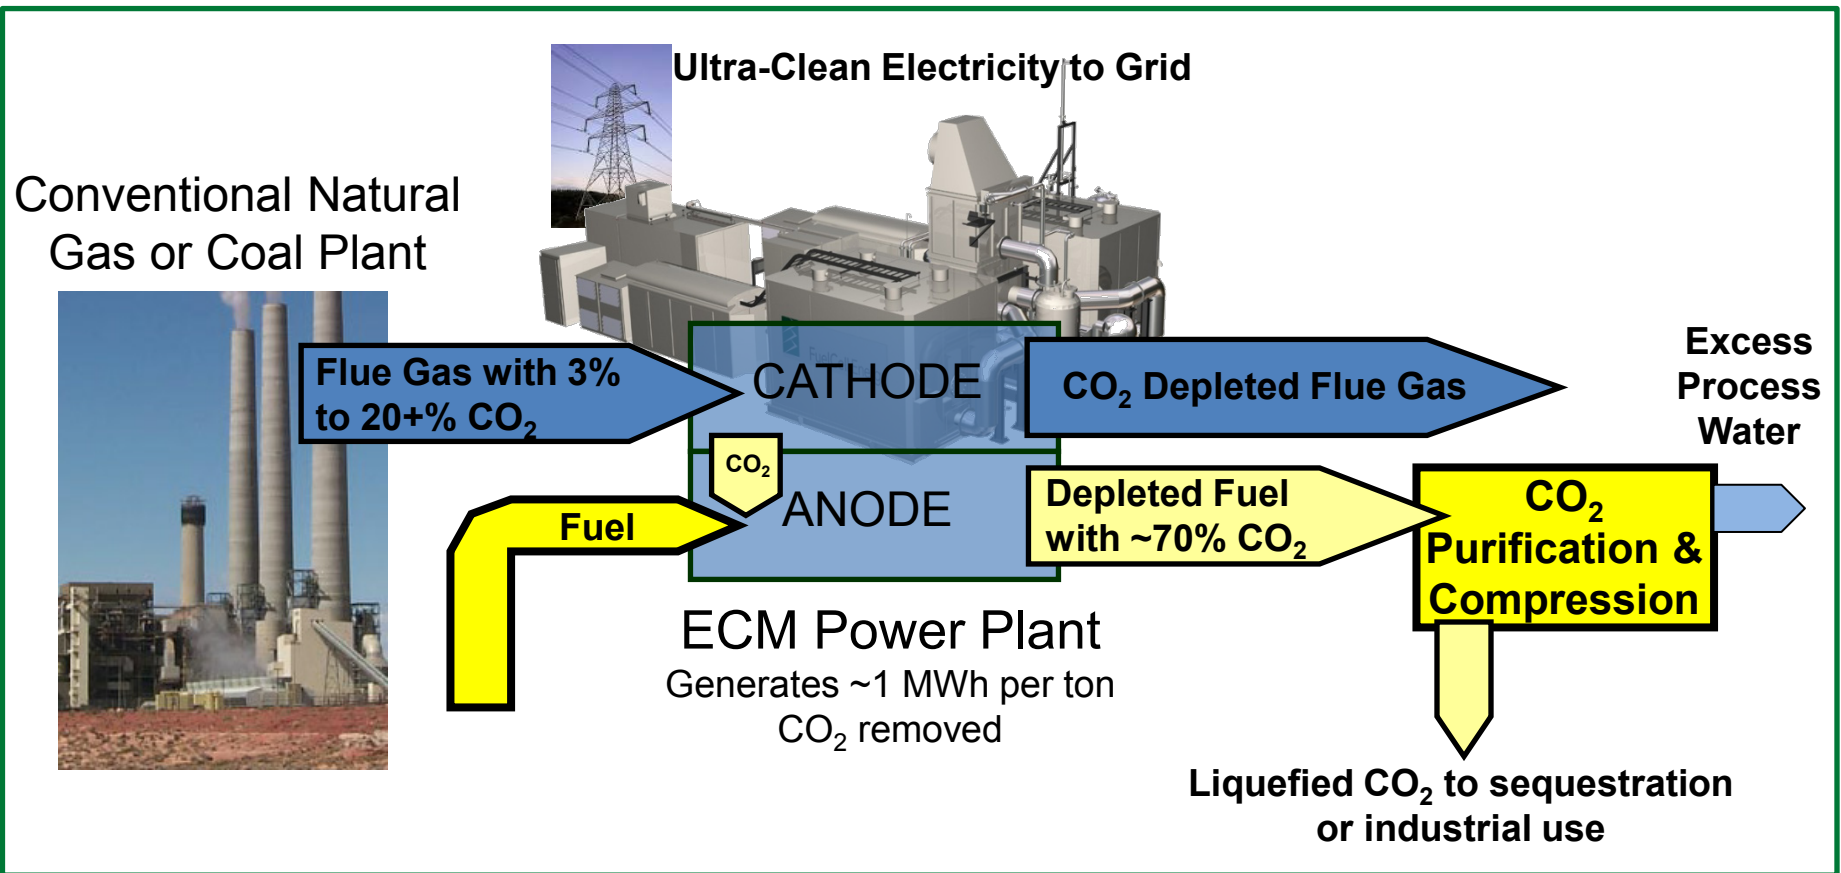 Ultra-Clean Electricity to Grid
Conventional Natural
Gas or Coal Plant
Flue Gas with 3%
to 20+% CO₂
CATHODE
CO₂ Depleted Flue Gas
Excess
Process
Water
CO₂
ANODE
Fuel
Depleted Fuel
with ~70% CO₂
CO₂
Purification &
Compression
ECM Power Plant
Generates ~1 MWh per ton
CO₂ removed
Liquefied CO₂ to sequestration
or industrial use